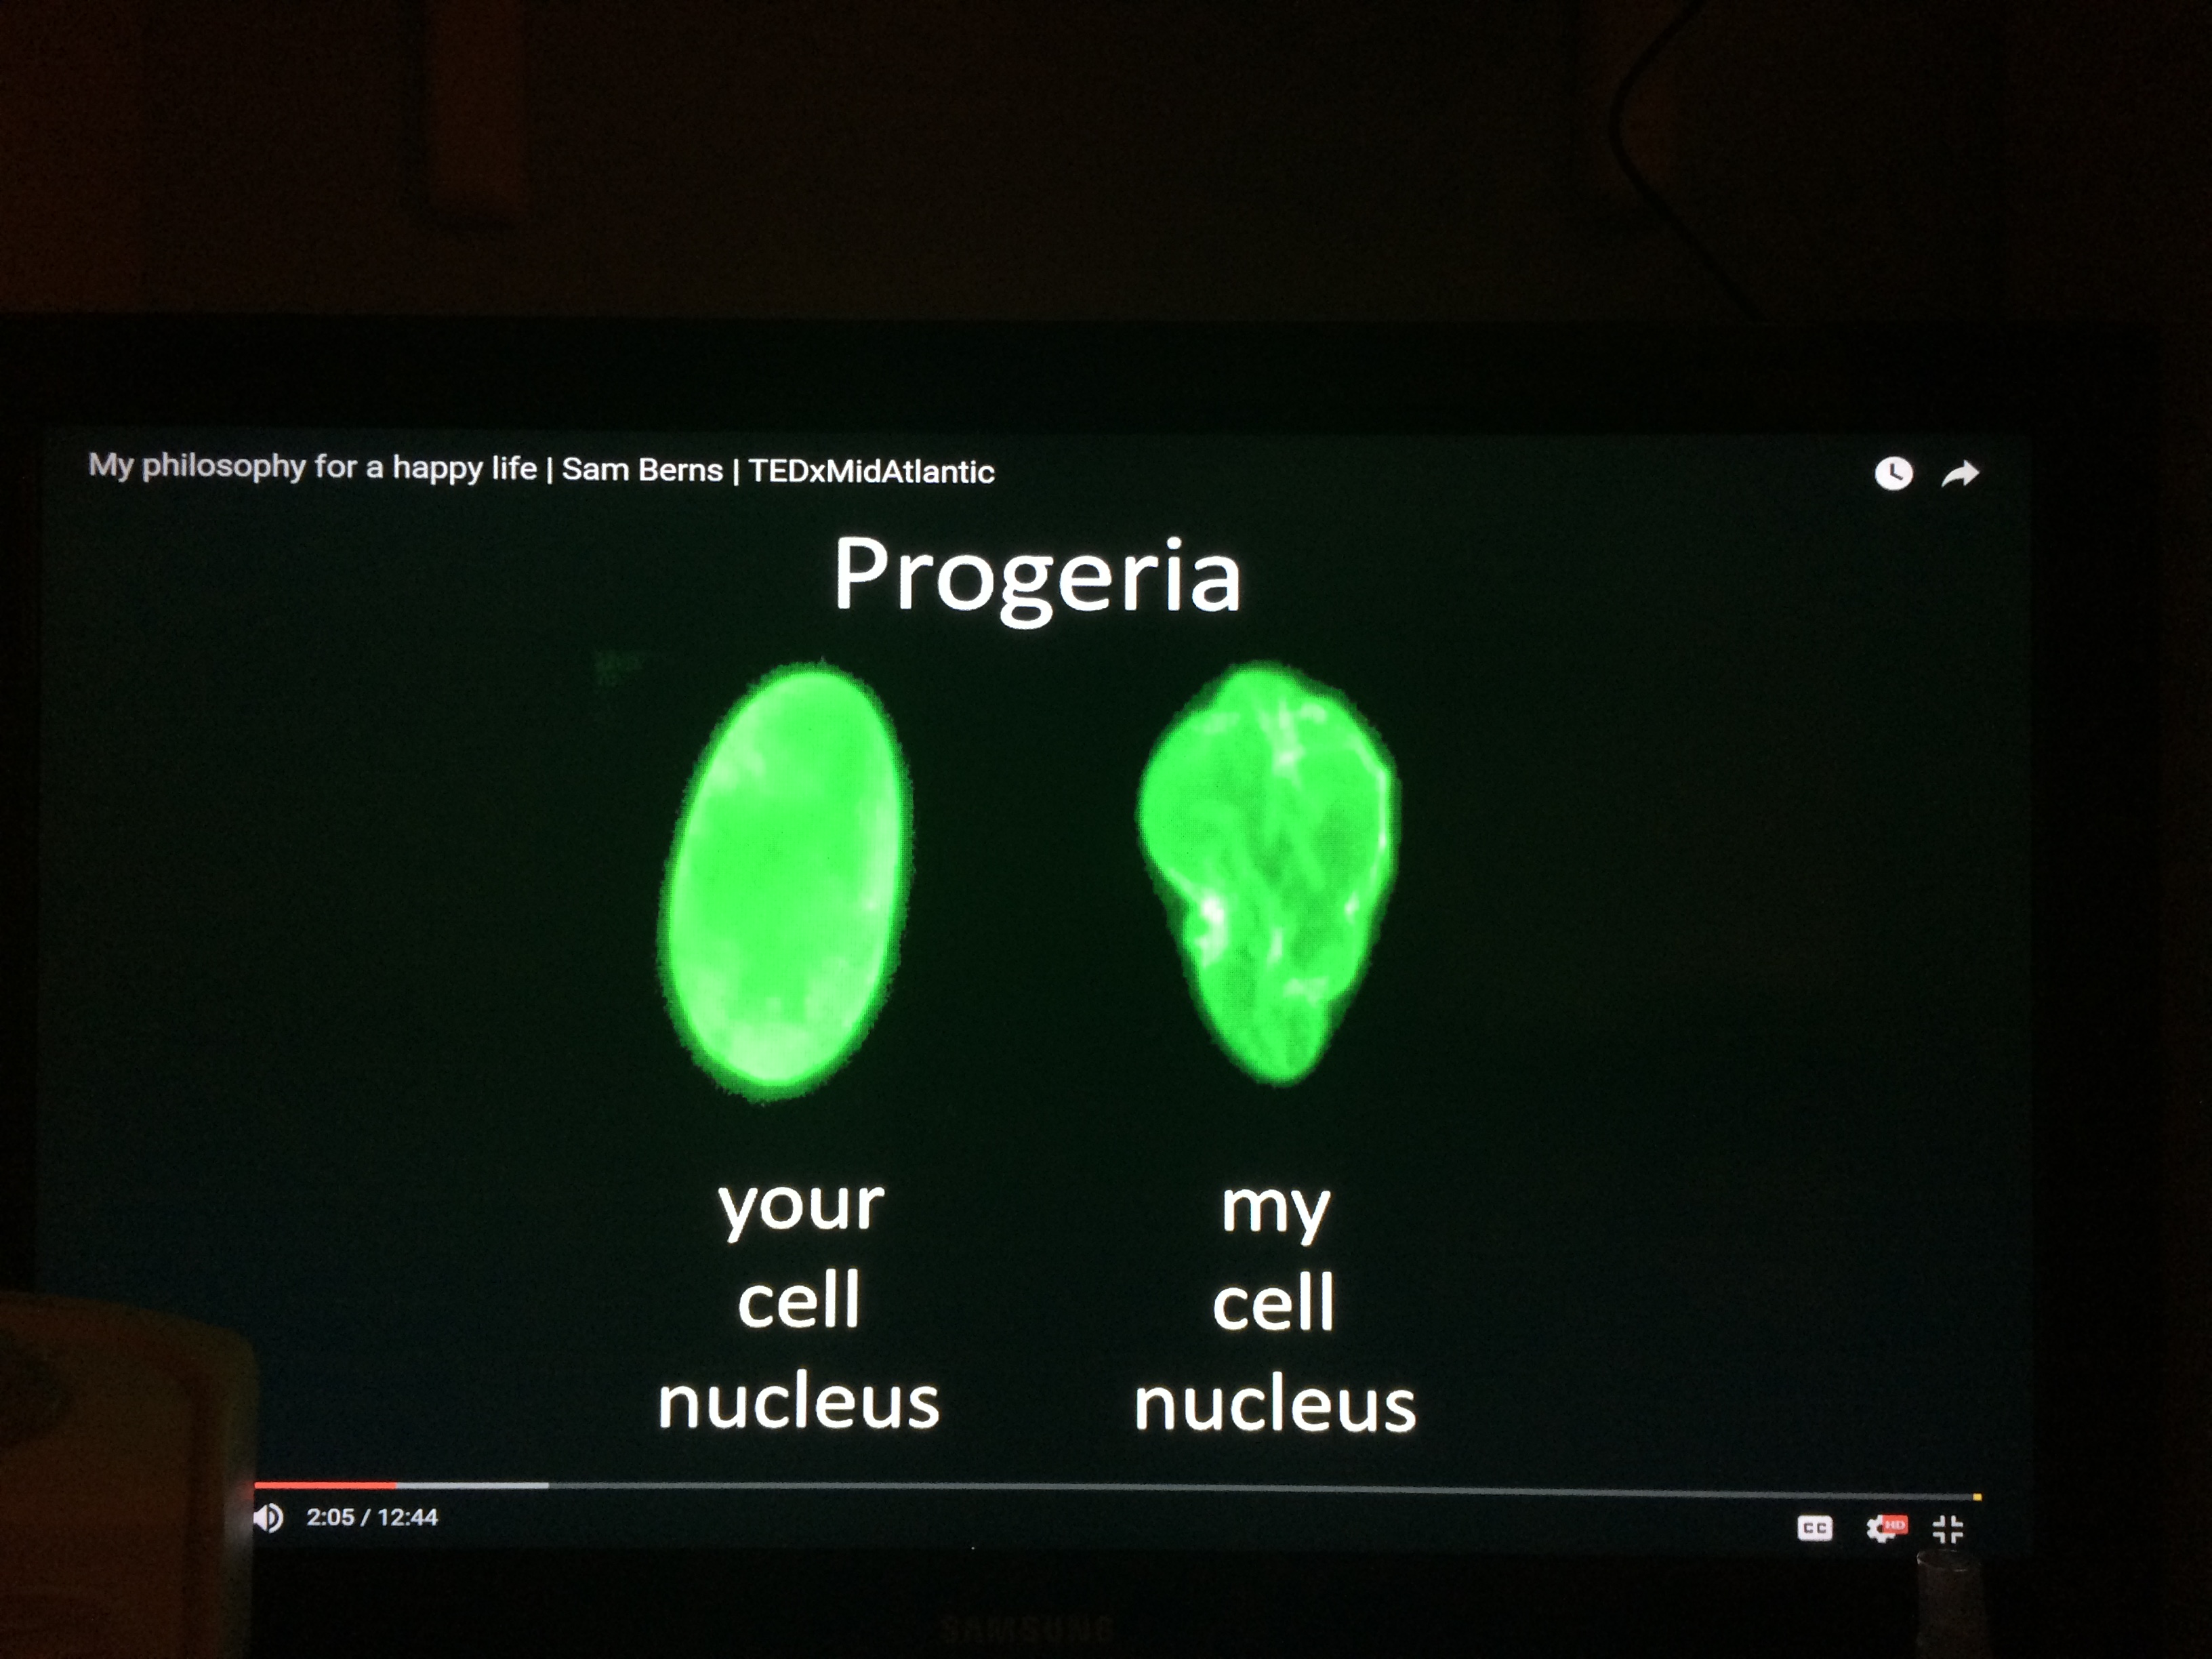 My philosophy for a happy life | Sam Berns | TEDxMidAtlantic
Progeria
your
cell
nucleus
my
cell
nucleus
2:05 / 12:44
CC
HD
SAMSUNG